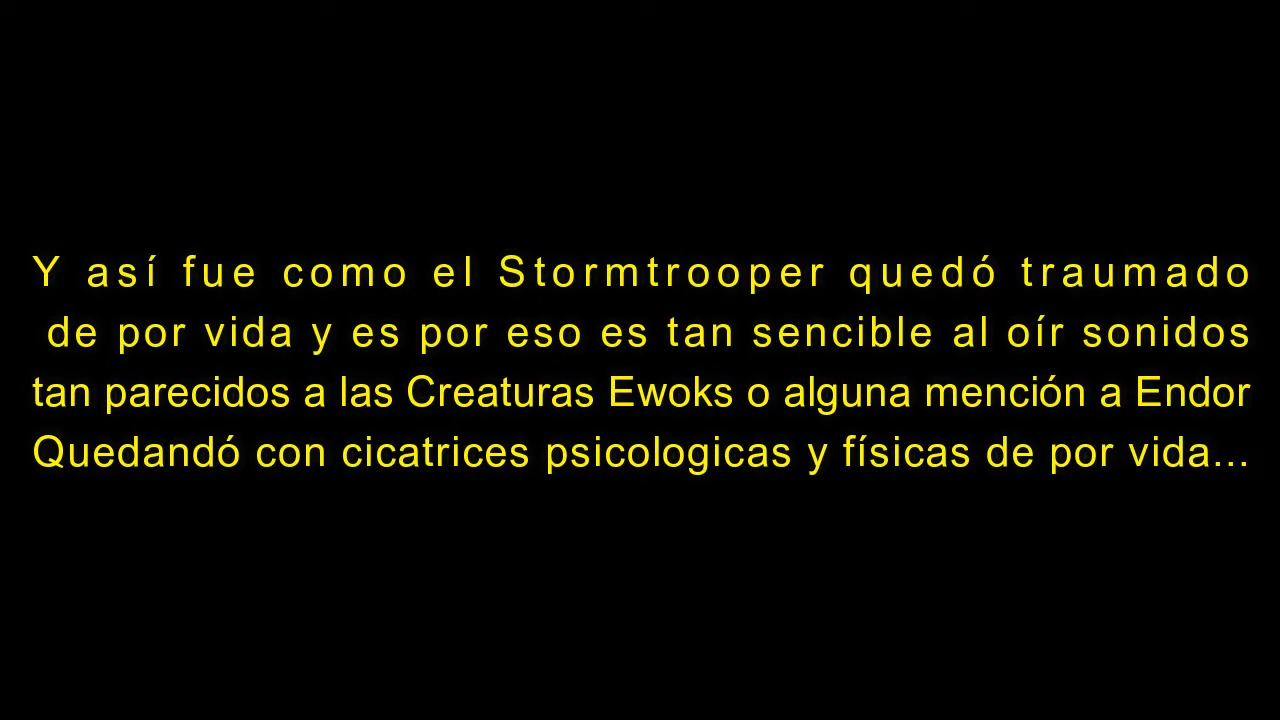 Y así fue como el Stormtrooper quedó traumado
de por vida y es por eso es tan sencible al oír sonidos
tan parecidos a las Creaturas Ewoks o alguna mención a Endor
Quedandó con cicatrices psicologicas y físicas de por vida...